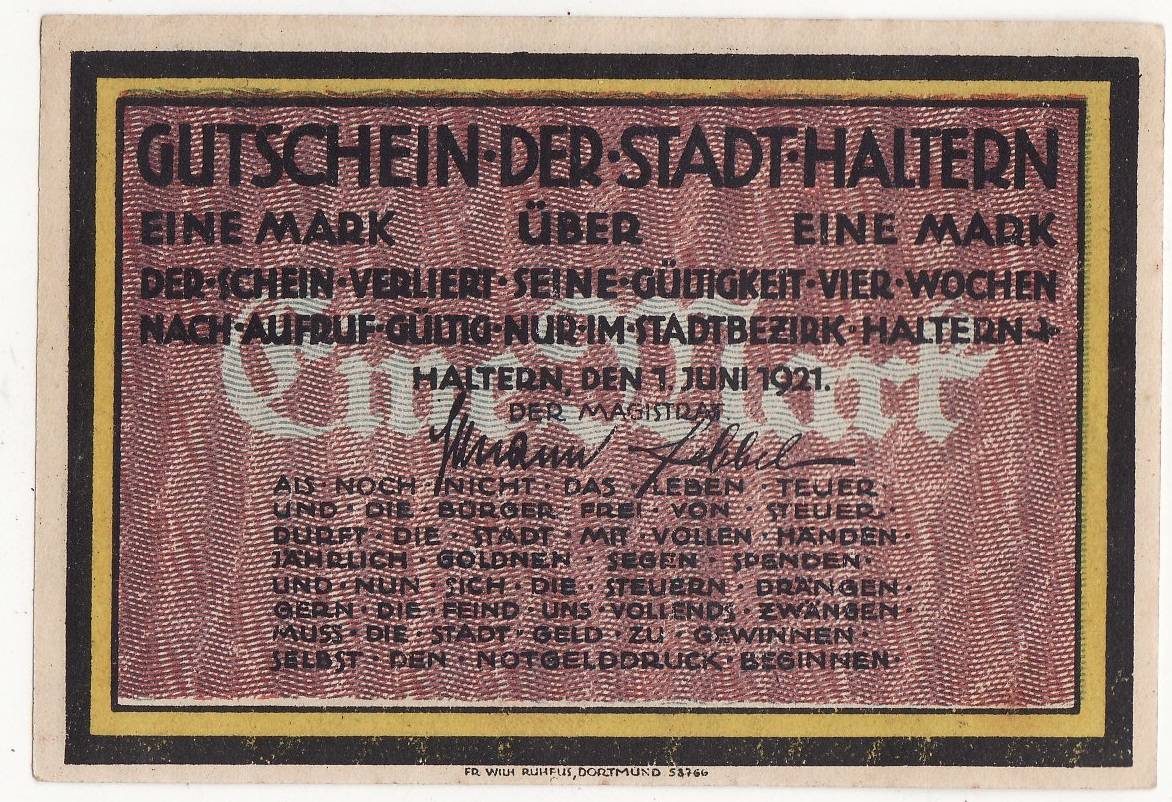 GUTSCHEIN·DER·STADT·HALTERN
EINE MARK ÜBER EINE MARK
DER·SCHEIN·VERLIERT·SEINE·GÜLTIGKEIT·VIER·WOCHEN
NACH·AUFRUF·GÜLTIG·NUR·IM·STADTBEZIRK·HALTERN
Eine Mark
HALTERN, DEN 1. JUNI 1921.
DER MAGISTRAT.
ALS·NOCH·NICHT·DAS·LEBEN·TEUER·
UND·DIE·BÜRGER·FREI·VON·STEUER·
DURFT·DIE·STADT·MIT·VOLLEN·HÄNDEN·
JÄHRLICH·GOLDNEN·SEGEN·SPENDEN·
UND·NUN·SICH·DIE·STEUERN·DRÄNGEN·
GERN·DIE·FEIND·UNS·VOLLENDS·ZWÄNGEN·
MUSS·DIE·STADT·GELD·ZU·GEWINNEN·
SELBST·DEN·NOTGELDDRUCK·BEGINNEN·
FR. WILH RUHFUS, DORTMUND 58766